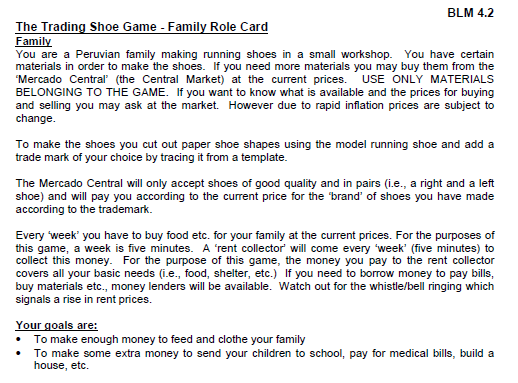 BLM 4.2
The Trading Shoe Game - Family Role Card
Family
You are a Peruvian family making running shoes in a small workshop. You have certain
materials in order to make the shoes. If you need more materials you may buy them from the
'Mercado Central' (the Central Market) at the current prices. USE ONLY MATERIALS
BELONGING TO THE GAME. If you want to know what is available and the prices for buying
and selling you may ask at the market. However due to rapid inflation prices are subject to
change.
To make the shoes you cut out paper shoe shapes using the model running shoe and add a
trade mark of your choice by tracing it from a template.
The Mercado Central will only accept shoes of good quality and in pairs (i.e., a right and a left
shoe) and will pay you according to the current price for the 'brand' of shoes you have made
according to the trademark.
Every 'week' you have to buy food etc. for your family at the current prices. For the purposes of
this game, a week is five minutes. A 'rent collector' will come every 'week' (five minutes) to
collect this money. For the purpose of this game, the money you pay to the rent collector
covers all your basic needs (i.e., food, shelter, etc.) If you need to borrow money to pay bills,
buy materials etc., money lenders will be available. Watch out for the whistle/bell ringing which
signals a rise in rent prices.
Your goals are:
• To make enough money to feed and clothe your family
• To make some extra money to send your children to school, pay for medical bills, build a
house, etc.